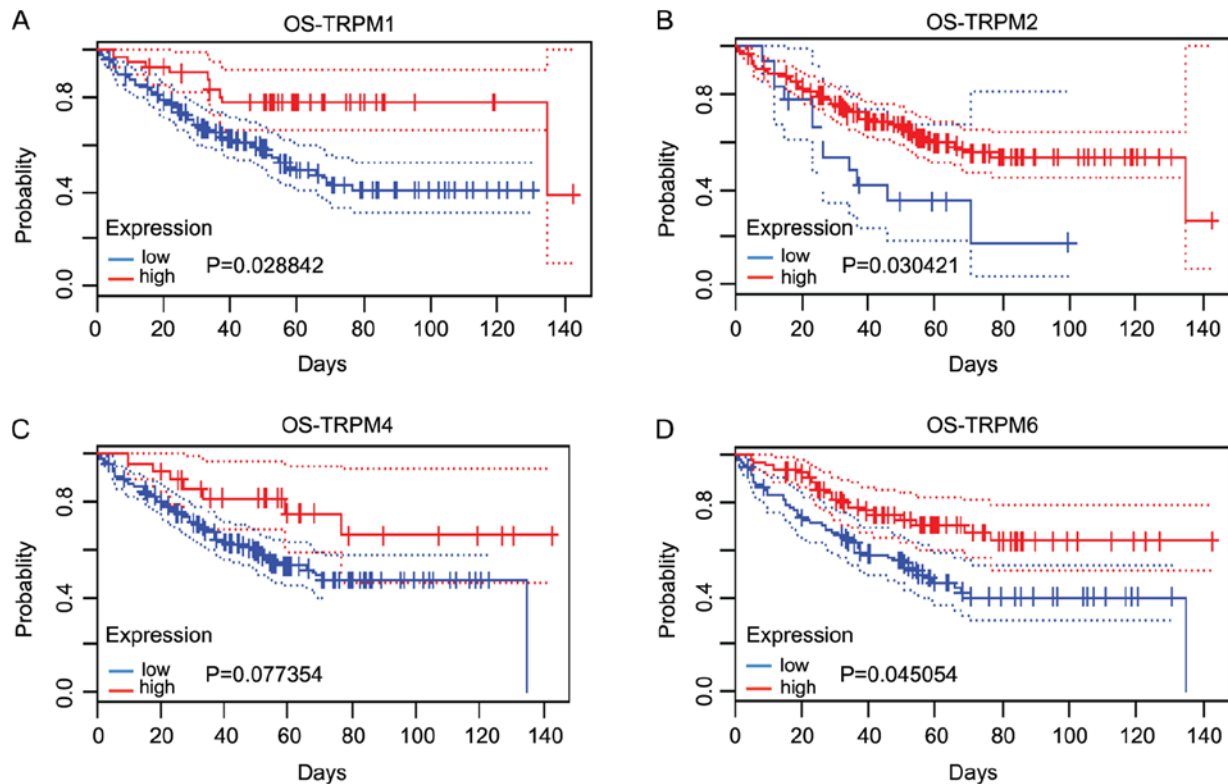 A
OS-TRPM1
Probablity
0.8
0.4
0.0
Expression
low
high
P=0.028842
0 20 40 60 80 100 120 140
Days
B
OS-TRPM2
Probablity
0.8
0.4
0.0
Expression
low
high
P=0.030421
0 20 40 60 80 100 120 140
Days
C
OS-TRPM4
Probablity
0.8
0.4
0.0
Expression
low
high
P=0.077354
0 20 40 60 80 100 120 140
Days
D
OS-TRPM6
Probablity
0.8
0.4
0.0
Expression
low
high
P=0.045054
0 20 40 60 80 100 120 140
Days